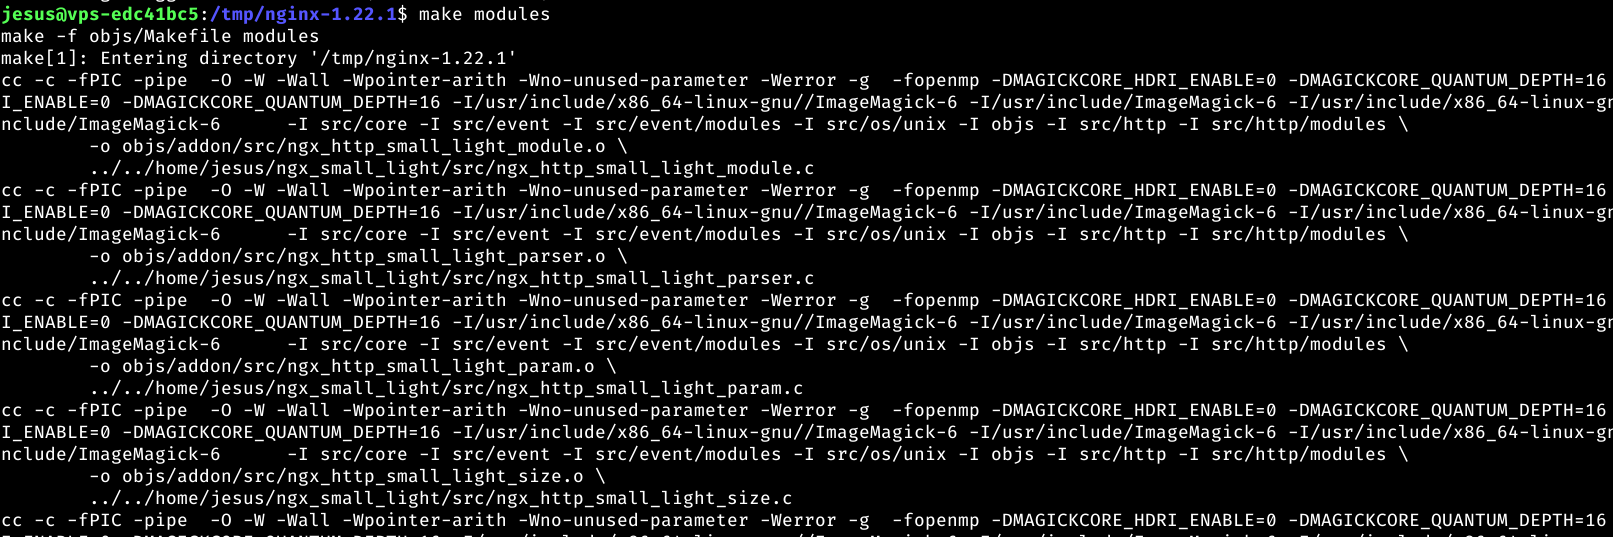 jesus@vps-edc41bc5:/tmp/nginx-1.22.1$ make modules
make -f objs/Makefile modules
make[1]: Entering directory '/tmp/nginx-1.22.1'
cc -c -fPIC -pipe  -O -W -Wall -Wpointer-arith -Wno-unused-parameter -Werror -g  -fopenmp -DMAGICKCORE_HDRI_ENABLE=0 -DMAGICKCORE_QUANTUM_DEPTH=16
I_ENABLE=0 -DMAGICKCORE_QUANTUM_DEPTH=16 -I/usr/include/x86_64-linux-gnu//ImageMagick-6 -I/usr/include/ImageMagick-6 -I/usr/include/x86_64-linux-gn
nclude/ImageMagick-6      -I src/core -I src/event -I src/event/modules -I src/os/unix -I objs -I src/http -I src/http/modules \
        -o objs/addon/src/ngx_http_small_light_module.o \
        ../../home/jesus/ngx_small_light/src/ngx_http_small_light_module.c
cc -c -fPIC -pipe  -O -W -Wall -Wpointer-arith -Wno-unused-parameter -Werror -g  -fopenmp -DMAGICKCORE_HDRI_ENABLE=0 -DMAGICKCORE_QUANTUM_DEPTH=16
I_ENABLE=0 -DMAGICKCORE_QUANTUM_DEPTH=16 -I/usr/include/x86_64-linux-gnu//ImageMagick-6 -I/usr/include/ImageMagick-6 -I/usr/include/x86_64-linux-gn
nclude/ImageMagick-6      -I src/core -I src/event -I src/event/modules -I src/os/unix -I objs -I src/http -I src/http/modules \
        -o objs/addon/src/ngx_http_small_light_parser.o \
        ../../home/jesus/ngx_small_light/src/ngx_http_small_light_parser.c
cc -c -fPIC -pipe  -O -W -Wall -Wpointer-arith -Wno-unused-parameter -Werror -g  -fopenmp -DMAGICKCORE_HDRI_ENABLE=0 -DMAGICKCORE_QUANTUM_DEPTH=16
I_ENABLE=0 -DMAGICKCORE_QUANTUM_DEPTH=16 -I/usr/include/x86_64-linux-gnu//ImageMagick-6 -I/usr/include/ImageMagick-6 -I/usr/include/x86_64-linux-gn
nclude/ImageMagick-6      -I src/core -I src/event -I src/event/modules -I src/os/unix -I objs -I src/http -I src/http/modules \
        -o objs/addon/src/ngx_http_small_light_param.o \
        ../../home/jesus/ngx_small_light/src/ngx_http_small_light_param.c
cc -c -fPIC -pipe  -O -W -Wall -Wpointer-arith -Wno-unused-parameter -Werror -g  -fopenmp -DMAGICKCORE_HDRI_ENABLE=0 -DMAGICKCORE_QUANTUM_DEPTH=16
I_ENABLE=0 -DMAGICKCORE_QUANTUM_DEPTH=16 -I/usr/include/x86_64-linux-gnu//ImageMagick-6 -I/usr/include/ImageMagick-6 -I/usr/include/x86_64-linux-gn
nclude/ImageMagick-6      -I src/core -I src/event -I src/event/modules -I src/os/unix -I objs -I src/http -I src/http/modules \
        -o objs/addon/src/ngx_http_small_light_size.o \
        ../../home/jesus/ngx_small_light/src/ngx_http_small_light_size.c
cc -c -fPIC -pipe  -O -W -Wall -Wpointer-arith -Wno-unused-parameter -Werror -g  -fopenmp -DMAGICKCORE_HDRI_ENABLE=0 -DMAGICKCORE_QUANTUM_DEPTH=16